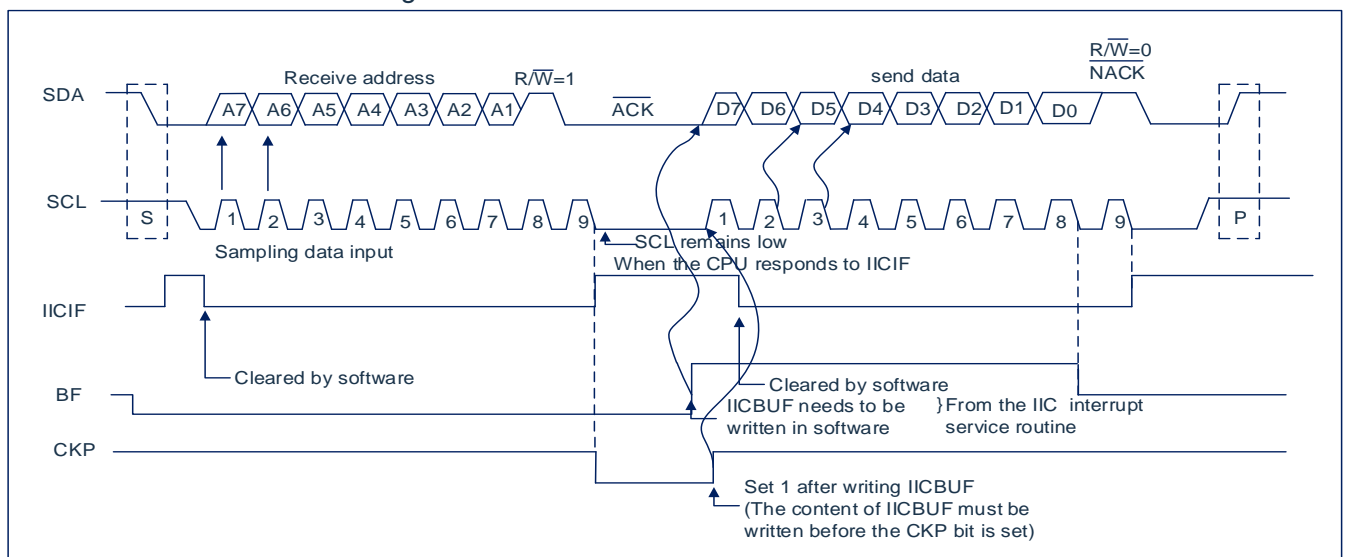 R/W=0
NACK
Receive address R/W=1 send data
SDA A7 A6 A5 A4 A3 A2 A1 ACK D7 D6 D5 D4 D3 D2 D1 D0
SCL S 1 2 3 4 5 6 7 8 9 1 2 3 4 5 6 7 8 9 P
Sampling data input
SCL remains low
When the CPU responds to IICIF
IICIF
Cleared by software
Cleared by software
BF
IICBUF needs to be
written in software
}From the IIC interrupt
service routine
CKP
Set 1 after writing IICBUF
(The content of IICBUF must be
written before the CKP bit is set)